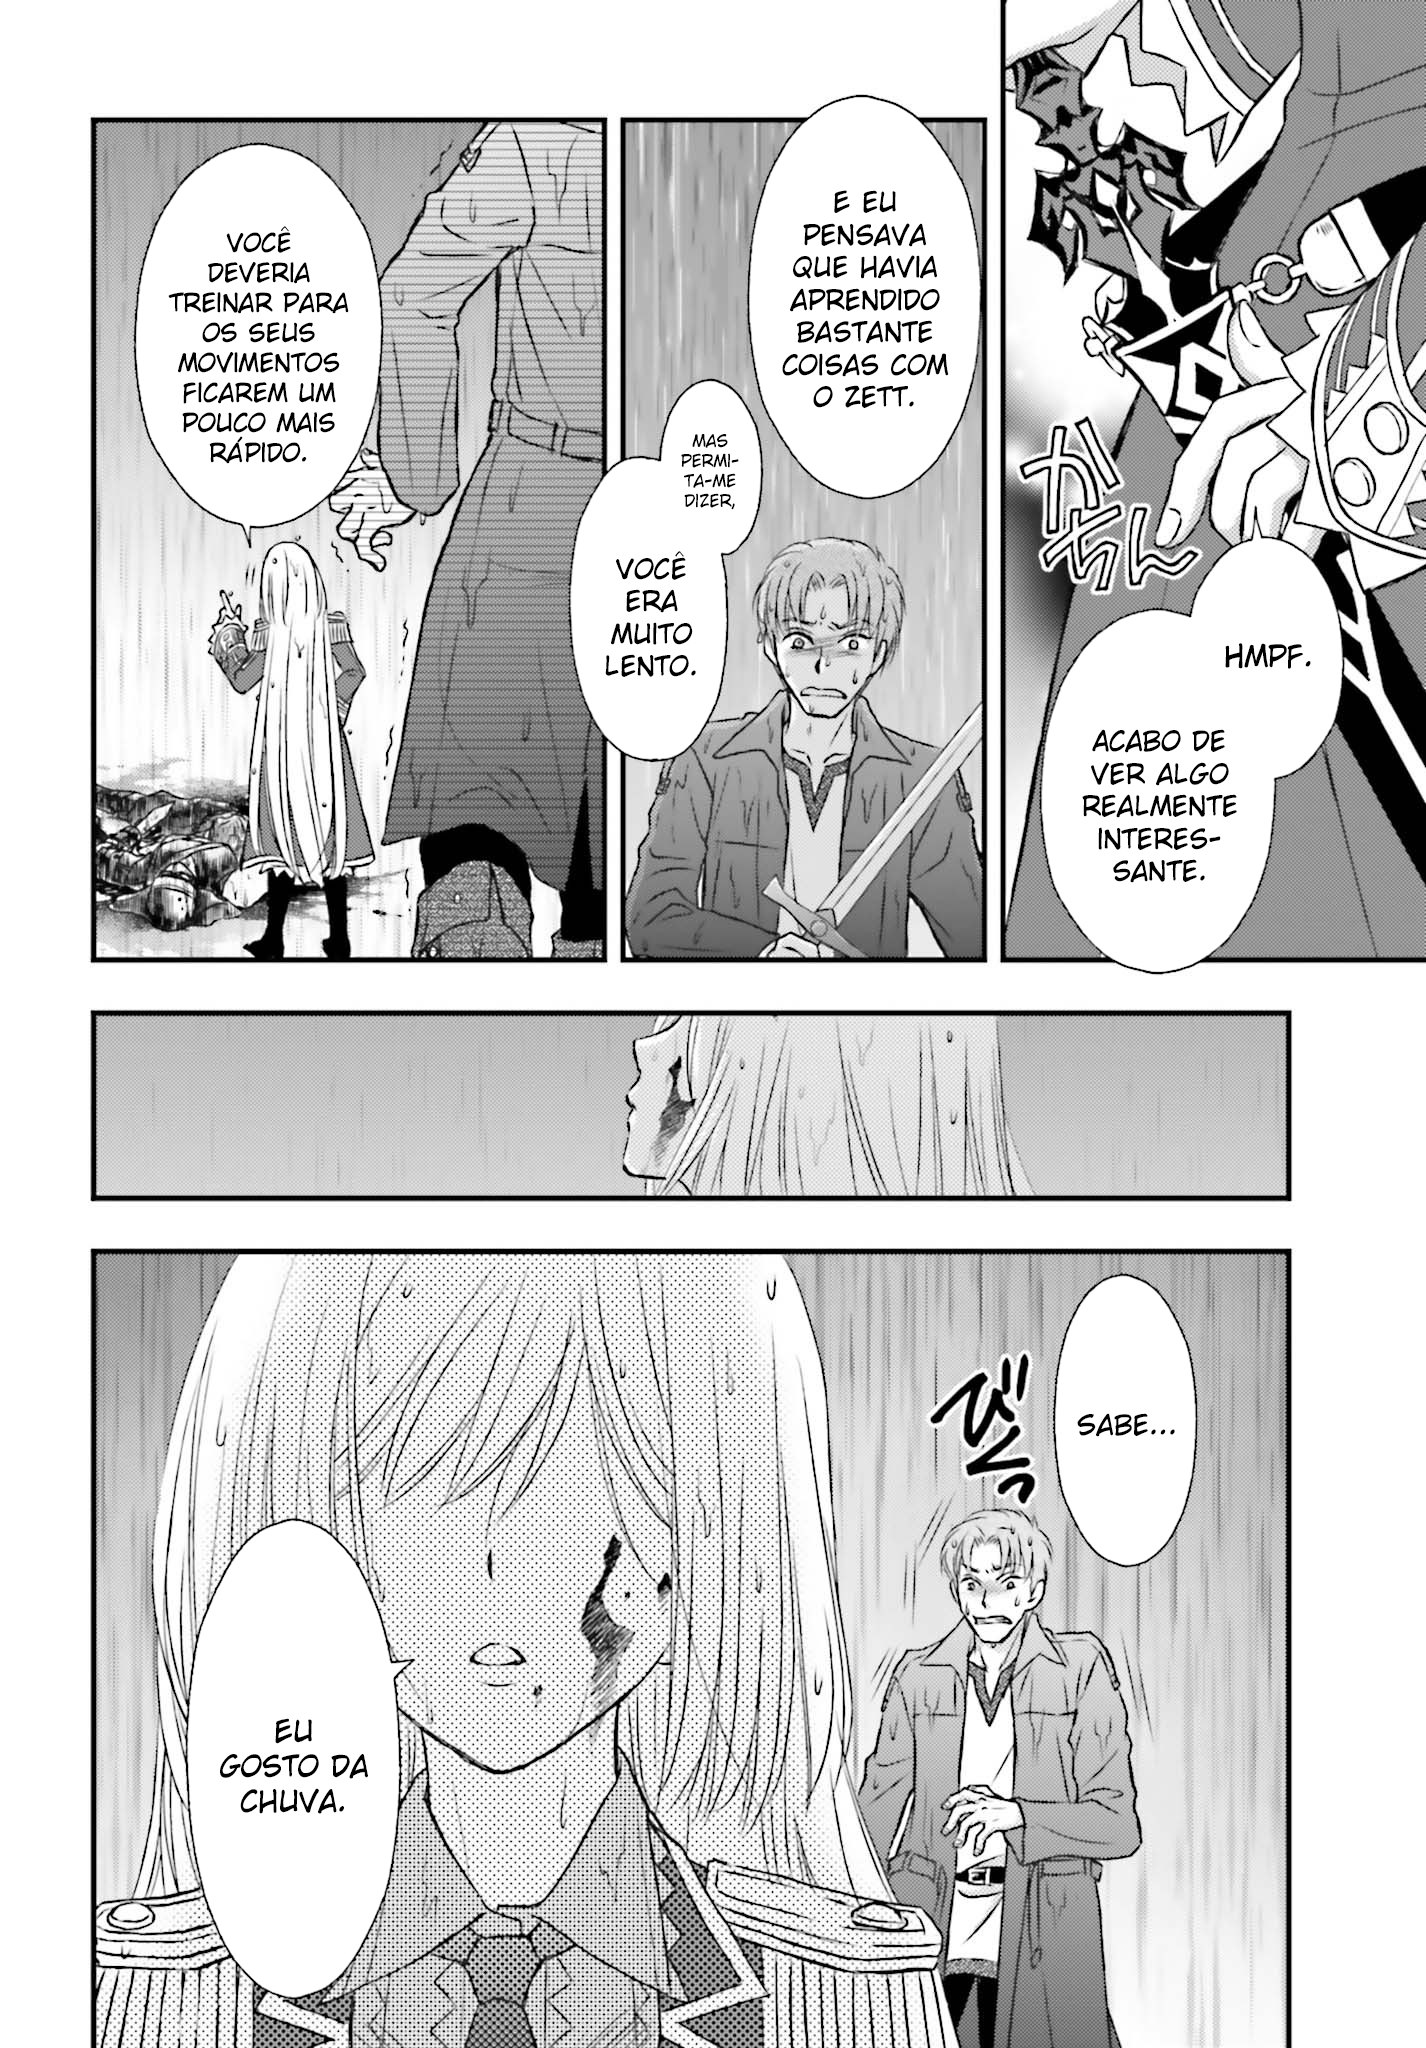 かちん
HMPF.
ACABO DE
VER ALGO
REALMENTE
INTERES-
SANTE.
E EU
PENSAVA
QUE HAVIA
APRENDIDO
BASTANTE
COISAS COM
O ZETT.
MAS
PERMI-
TA-ME
DIZER,
VOCÊ
ERA
MUITO
LENTO.
VOCÊ
DEVERIA
TREINAR PARA
OS SEUS
MOVIMENTOS
FICAREM UM
POUCO MAIS
RÁPIDO.
SABE...
びくっ
EU
GOSTO DA
CHUVA.